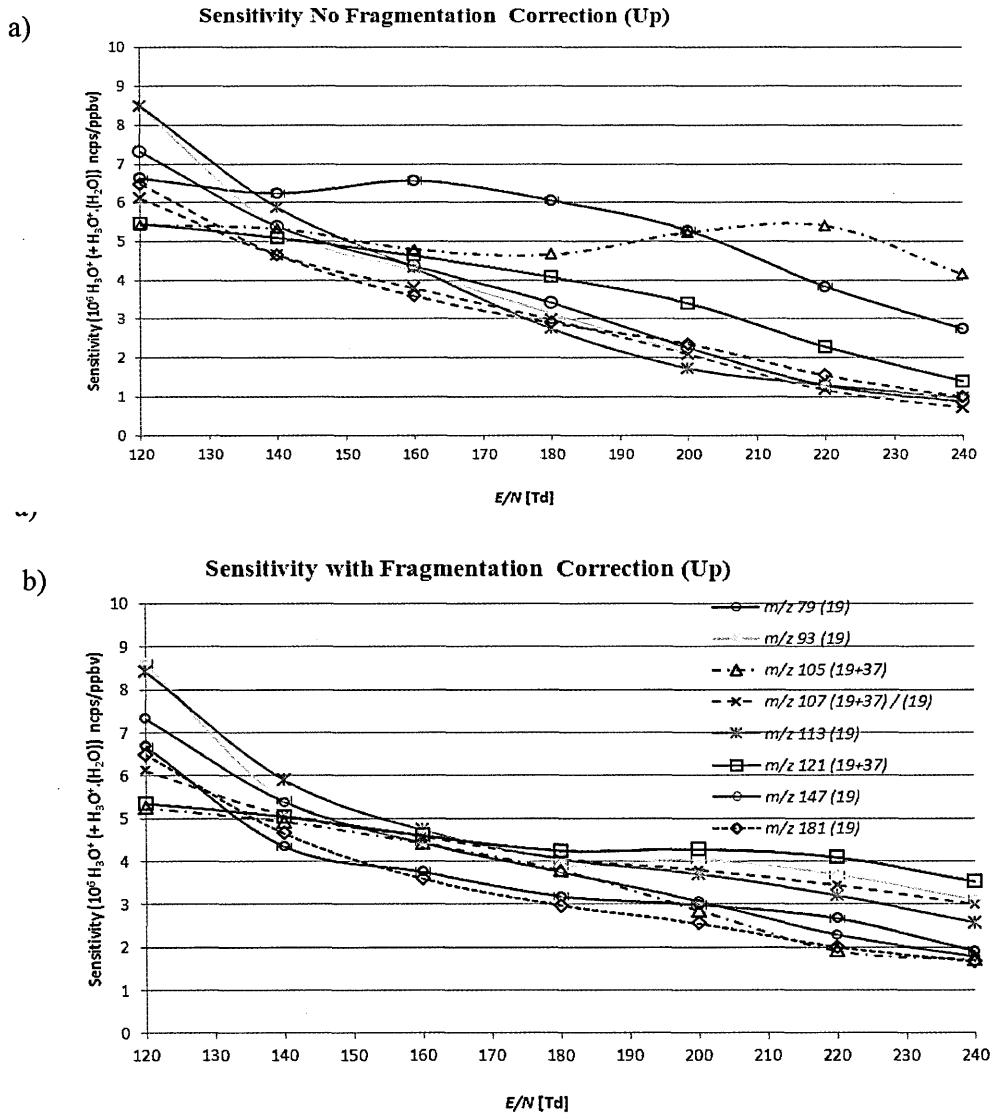 a)
Sensitivity No Fragmentation Correction (Up)
Sensitivity (10⁶ H₃O⁺ (+ H₃O⁺.(H₂O)) ncps/ppbv)
10
9
8
7
6
5
4
3
2
1
0
120 130 140 150 160 170 180 190 200 210 220 230 240
E/N [Td]
b)
Sensitivity with Fragmentation Correction (Up)
Sensitivity (10⁶ H₃O⁺ (+ H₃O⁺.(H₂O)) ncps/ppbv)
10
9
8
7
6
5
4
3
2
1
0
m/z 79 (19)
m/z 93 (19)
m/z 105 (19+37)
m/z 107 (19+37) / (19)
m/z 113 (19)
m/z 121 (19+37)
m/z 147 (19)
m/z 181 (19)
120 130 140 150 160 170 180 190 200 210 220 230 240
E/N [Td]